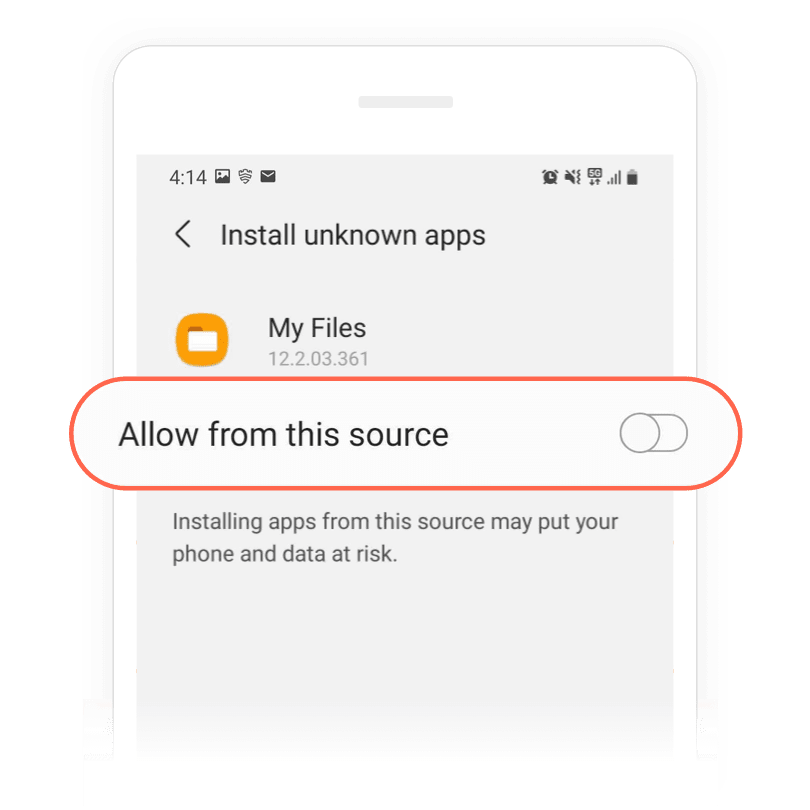 4:14
5G
Install unknown apps
My Files
12.2.03.361
Allow from this source
Installing apps from this source may put your
phone and data at risk.